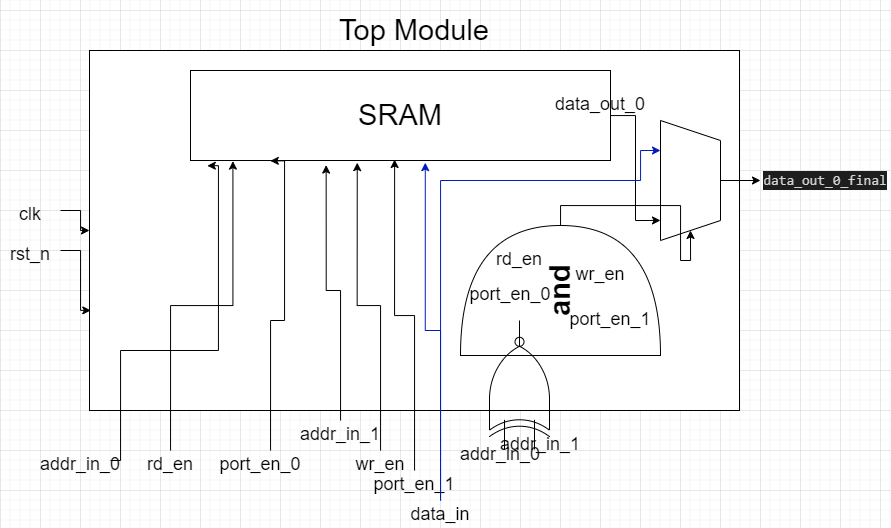 Top Module
SRAM
data_out_0
data_out_0_final
clk
rst_n
rd_en
wr_en
port_en_0
and
port_en_1
addr_in_0
rd_en
port_en_0
addr_in_1
wr_en
port_en_1
data_in
addr_in_0
addr_in_1